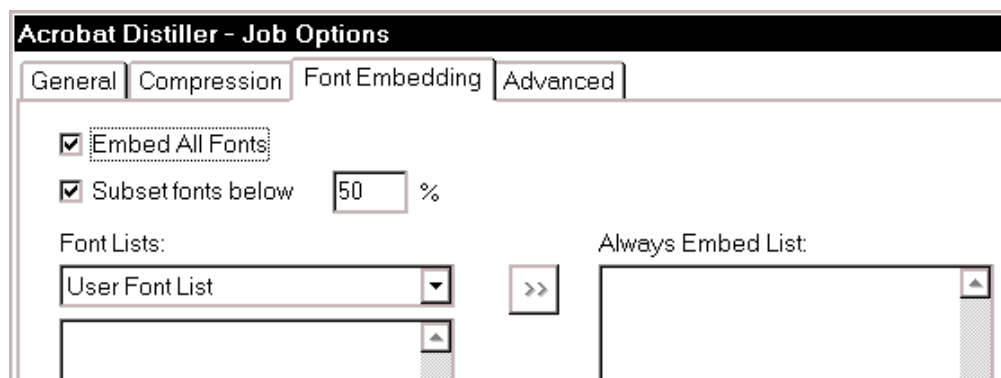 Acrobat Distiller - Job Options
General Compression Font Embedding Advanced
Embed All Fonts
Subset fonts below 50 %
Font Lists: Always Embed List:
User Font List >>